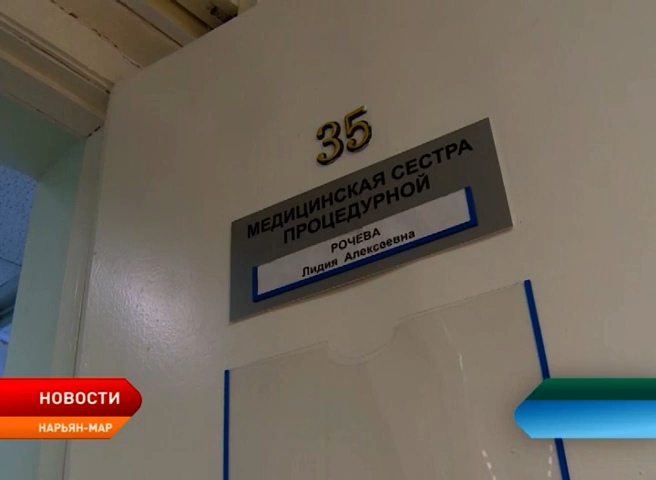 35
МЕДИЦИНСКАЯ СЕСТРА
ПРОЦЕДУРНОЙ
РОЧЕВА
Лидия Алексеевна
НОВОСТИ
НАРЬЯН-МАР